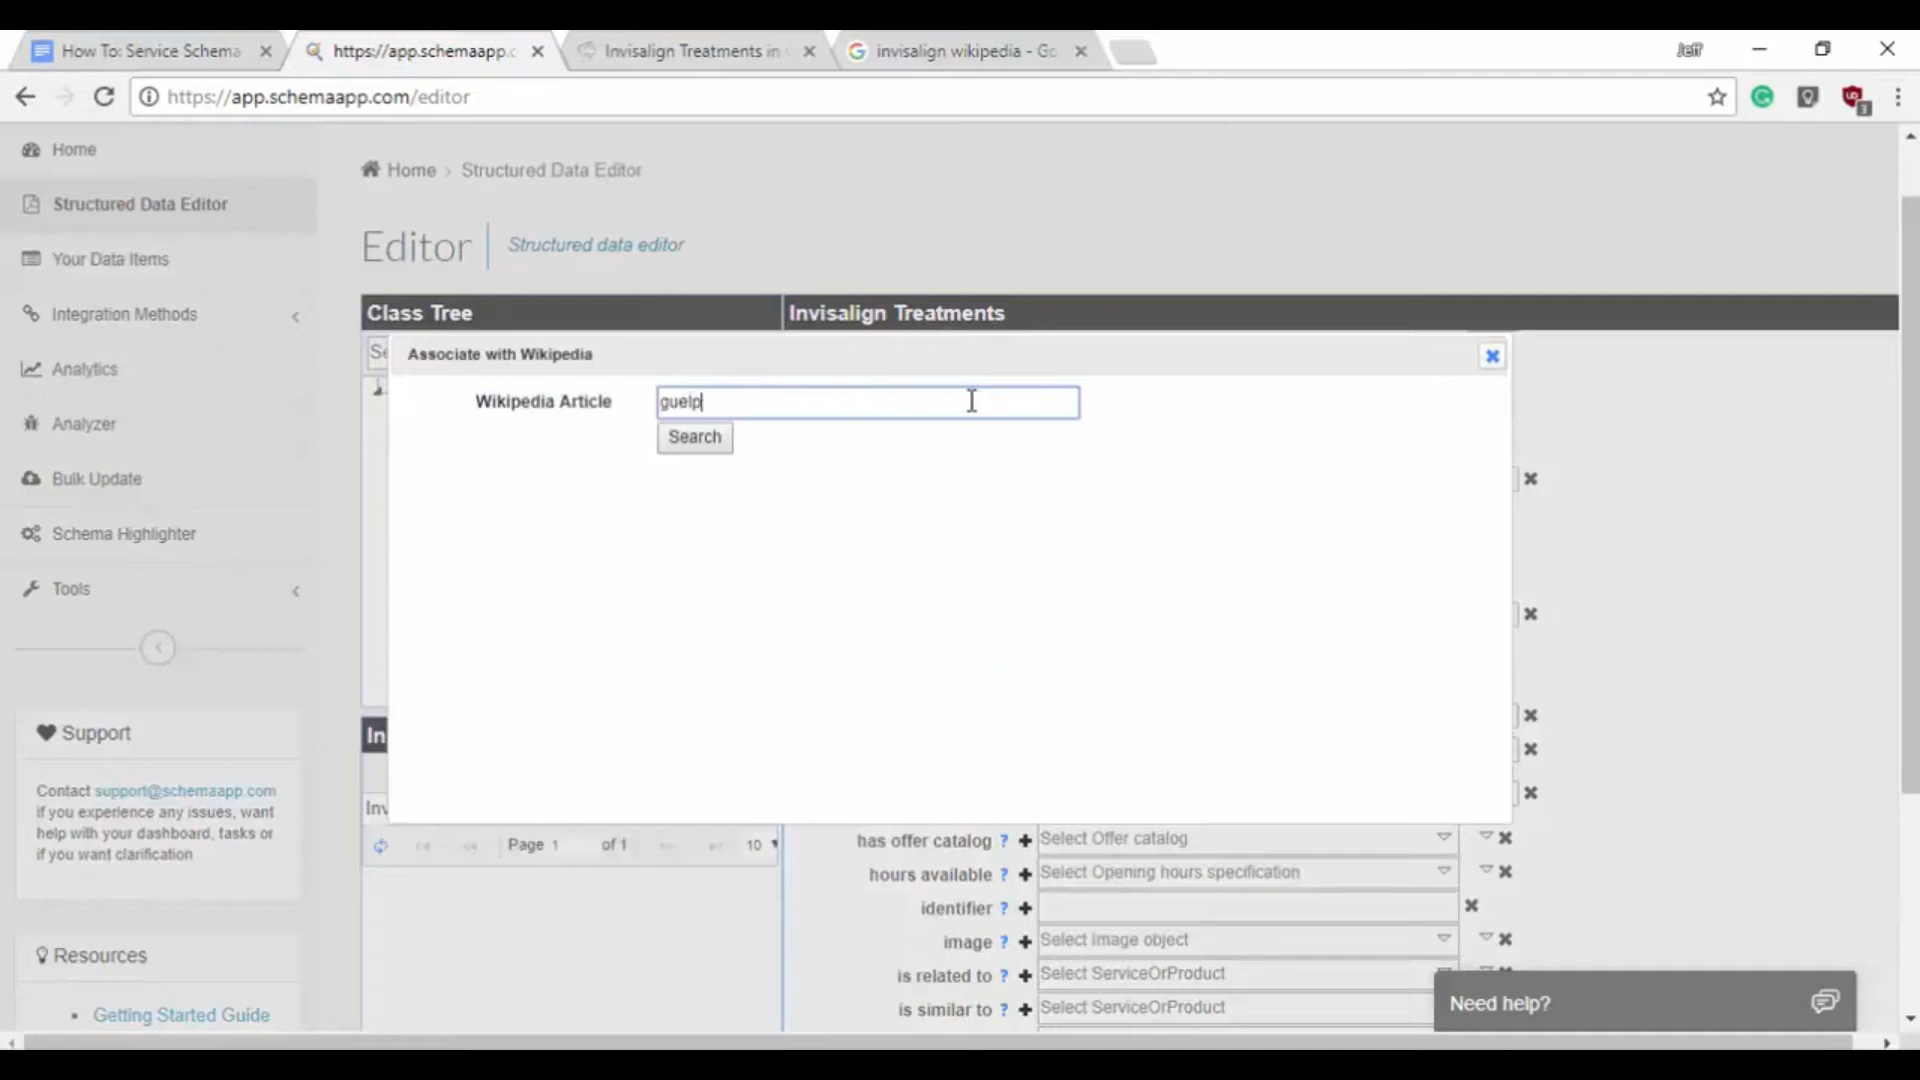 How To: Service Schema
https://app.schemaapp.c
Invisalign Treatments in
invisalign wikipedia - Go
Jeff
https://app.schemaapp.com/editor
3
Home
Structured Data Editor
Your Data Items
Integration Methods
Analytics
Analyzer
Bulk Update
Schema Highlighter
Tools
Support
Contact support@schemaapp.com
if you experience any issues, want
help with your dashboard, tasks or
if you want clarification
Resources
Getting Started Guide
Home > Structured Data Editor
Editor
Structured data editor
Class Tree
Invisalign Treatments
Se
Associate with Wikipedia
Wikipedia Article
guelp
Search
In
Inv
Page 1 of 1 10
has offer catalog ? Select Offer catalog
hours available ? Select Opening hours specification
identifier ?
image ? Select Image object
is related to ? Select ServiceOrProduct
is similar to ? Select ServiceOrProduct
Need help?